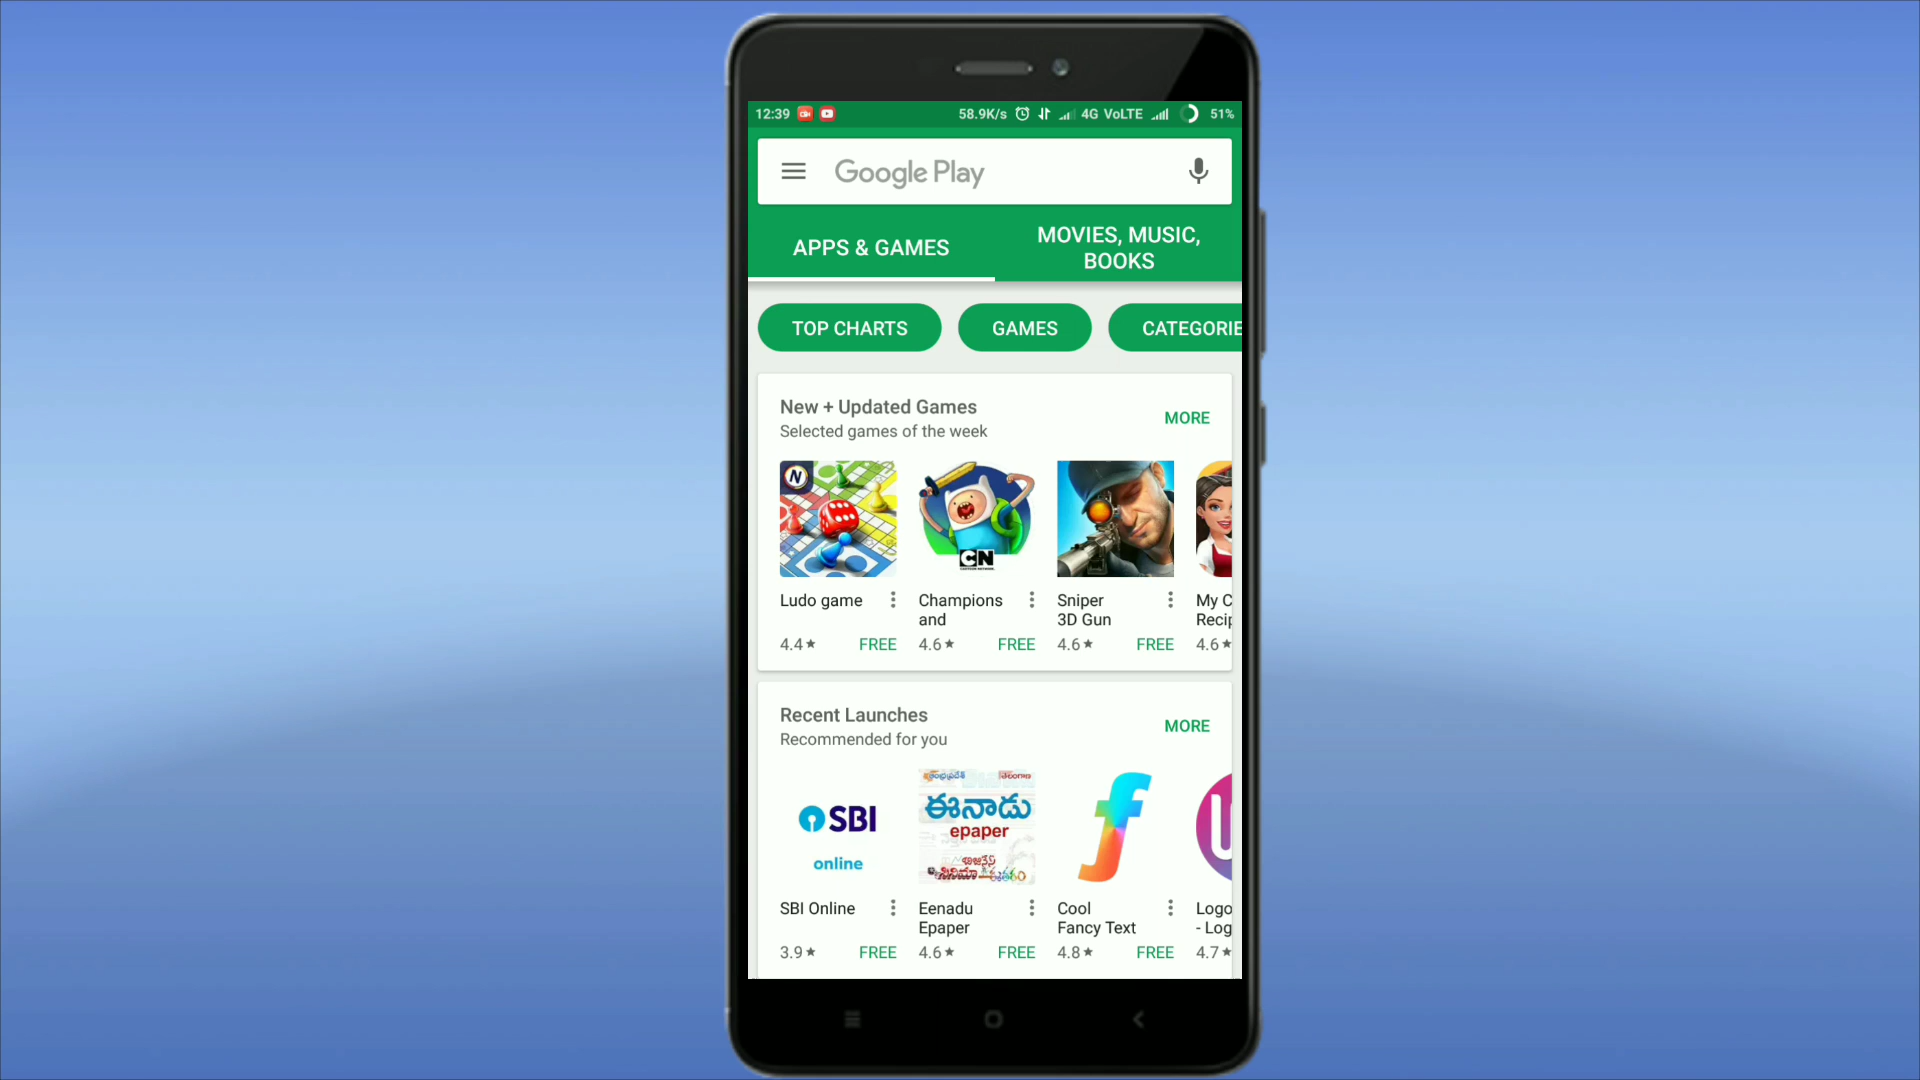 12:39 58.9K/s 4G VoLTE 51%
Google Play
APPS & GAMES
MOVIES, MUSIC,
BOOKS
TOP CHARTS
GAMES
CATEGORIE
New + Updated Games
Selected games of the week
MORE
N
CN
CARTOON NETWORK
Ludo game
Champions
and
Sniper
3D Gun
My C
Recip
4.4★ FREE
4.6★ FREE
4.6★ FREE
4.6★
Recent Launches
Recommended for you
MORE
SBI
online
ఆంధ్రప్రదేశ్ తెలంగాణ
ఈనాడు
epaper
సినిమా
f
SBI Online
Eenadu
Epaper
Cool
Fancy Text
Logo
- Log
3.9★ FREE
4.6★ FREE
4.8★ FREE
4.7★